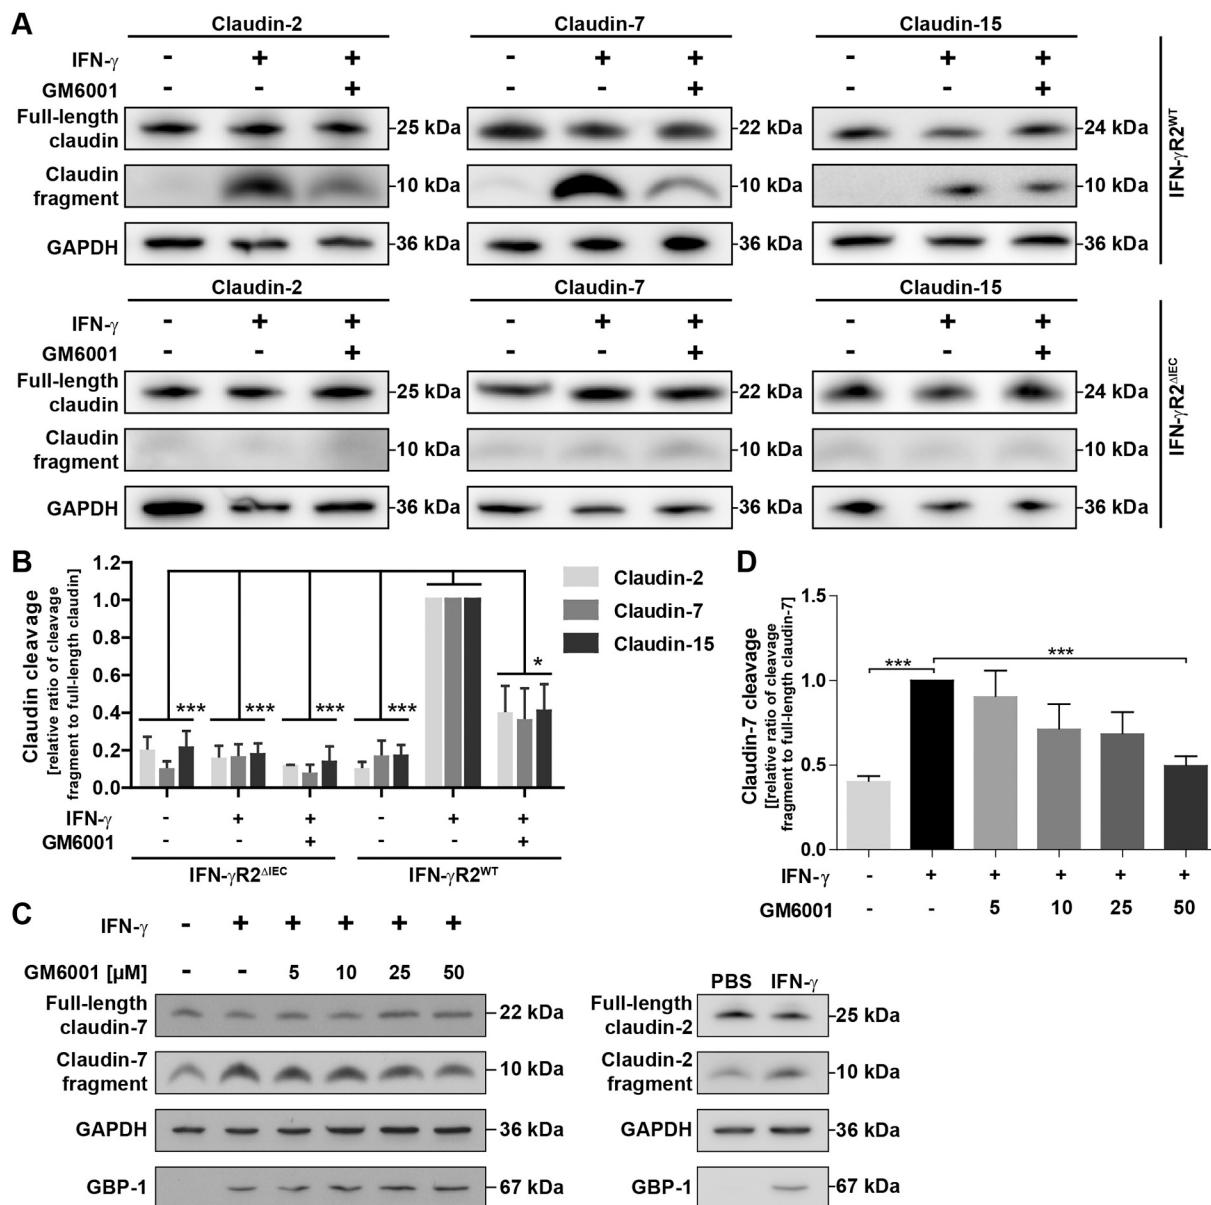 A
Claudin-2 Claudin-7 Claudin-15
IFN-γ - + + - + + - + +
GM6001 - - + - - + - - +
Full-length claudin 25 kDa 22 kDa 24 kDa
Claudin fragment 10 kDa 10 kDa 10 kDa
GAPDH 36 kDa 36 kDa 36 kDa
IFN-γR2WT
Claudin-2 Claudin-7 Claudin-15
IFN-γ - + + - + + - + +
GM6001 - - + - - + - - +
Full-length claudin 25 kDa 22 kDa 24 kDa
Claudin fragment 10 kDa 10 kDa 10 kDa
GAPDH 36 kDa 36 kDa 36 kDa
IFN-γR2ΔIEC
B
Claudin cleavage
[relative ratio of cleavage
fragment to full-length claudin]
1.2
1.0
0.8
0.6
0.4
0.2
0.0
*** *** *** *** *
Claudin-2
Claudin-7
Claudin-15
IFN-γ - + + - + +
GM6001 - - + - - +
IFN-γR2ΔIEC IFN-γR2WT
D
Claudin-7 cleavage
[[relative ratio of cleavage
fragment to full-length claudin-7]
1.5
1.0
0.5
0.0
*** ***
IFN-γ - + + + + +
GM6001 - - 5 10 25 50
C
IFN-γ - + + + + +
GM6001 [µM] - - 5 10 25 50
Full-length claudin-7 22 kDa
Claudin-7 fragment 10 kDa
GAPDH 36 kDa
GBP-1 67 kDa
PBS IFN-γ
Full-length claudin-2 25 kDa
Claudin-2 fragment 10 kDa
GAPDH 36 kDa
GBP-1 67 kDa